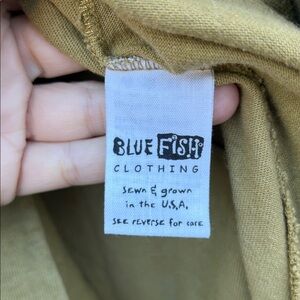 BLUE FISH®
CLOTHING
sewn & grown
in the U.S.A.
see reverse for care